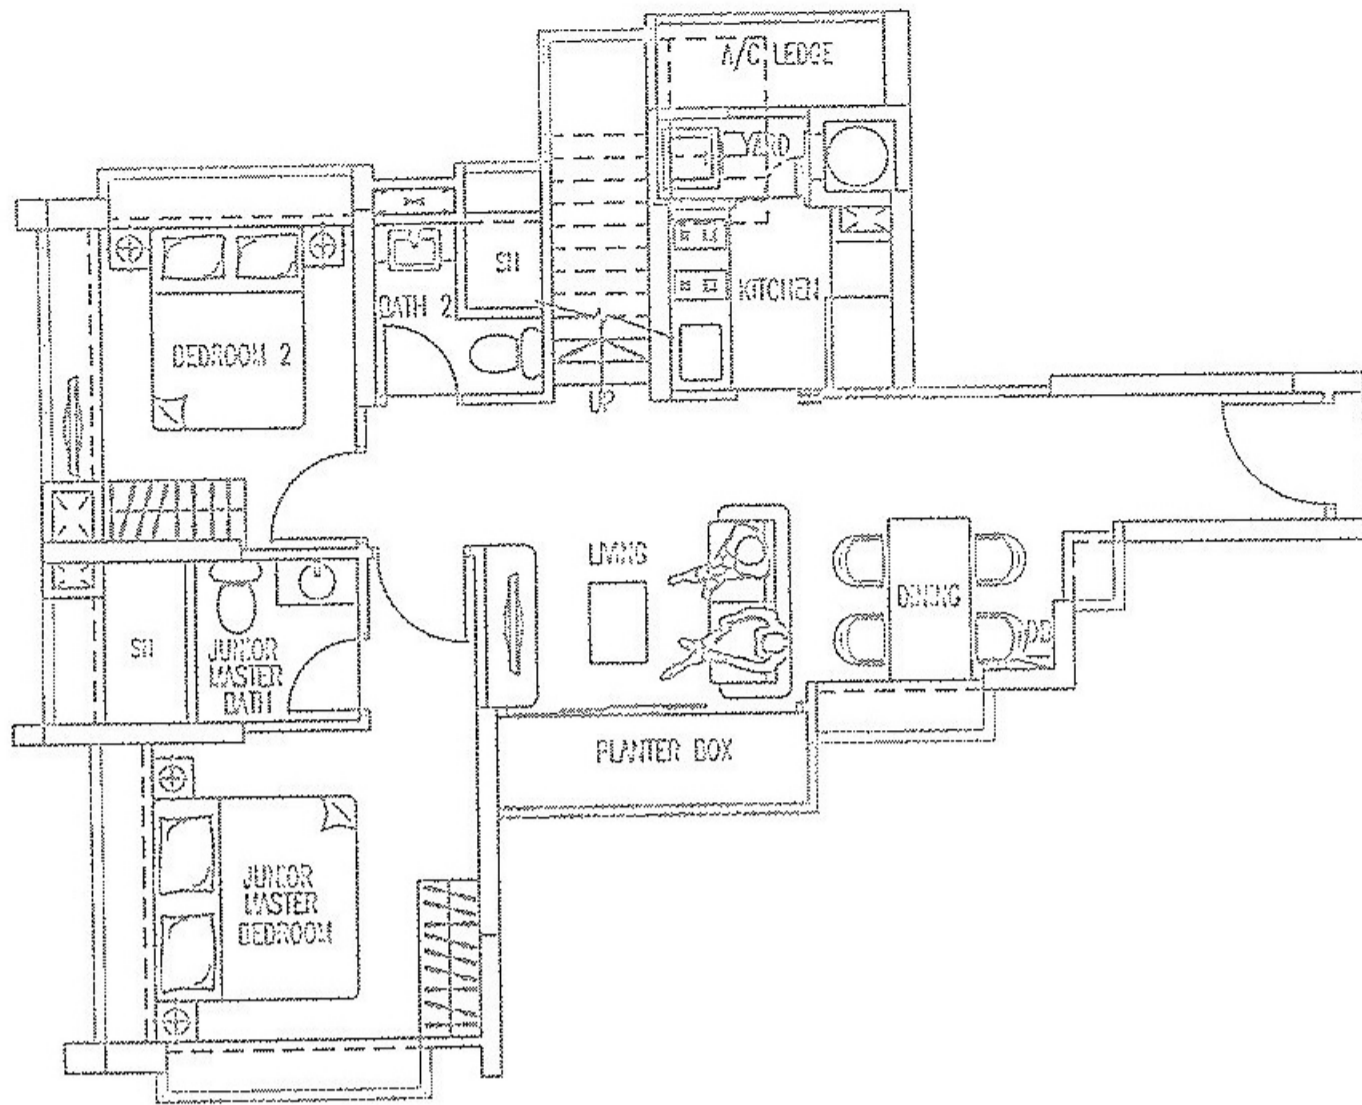 A/C LEDGE
YARD
SH
KITCHEN
BATH 2
BEDROOM 2
UP
LIVING
DINING
DB
SH
JUNIOR
MASTER
BATH
PLANTER BOX
JUNIOR
MASTER
BEDROOM